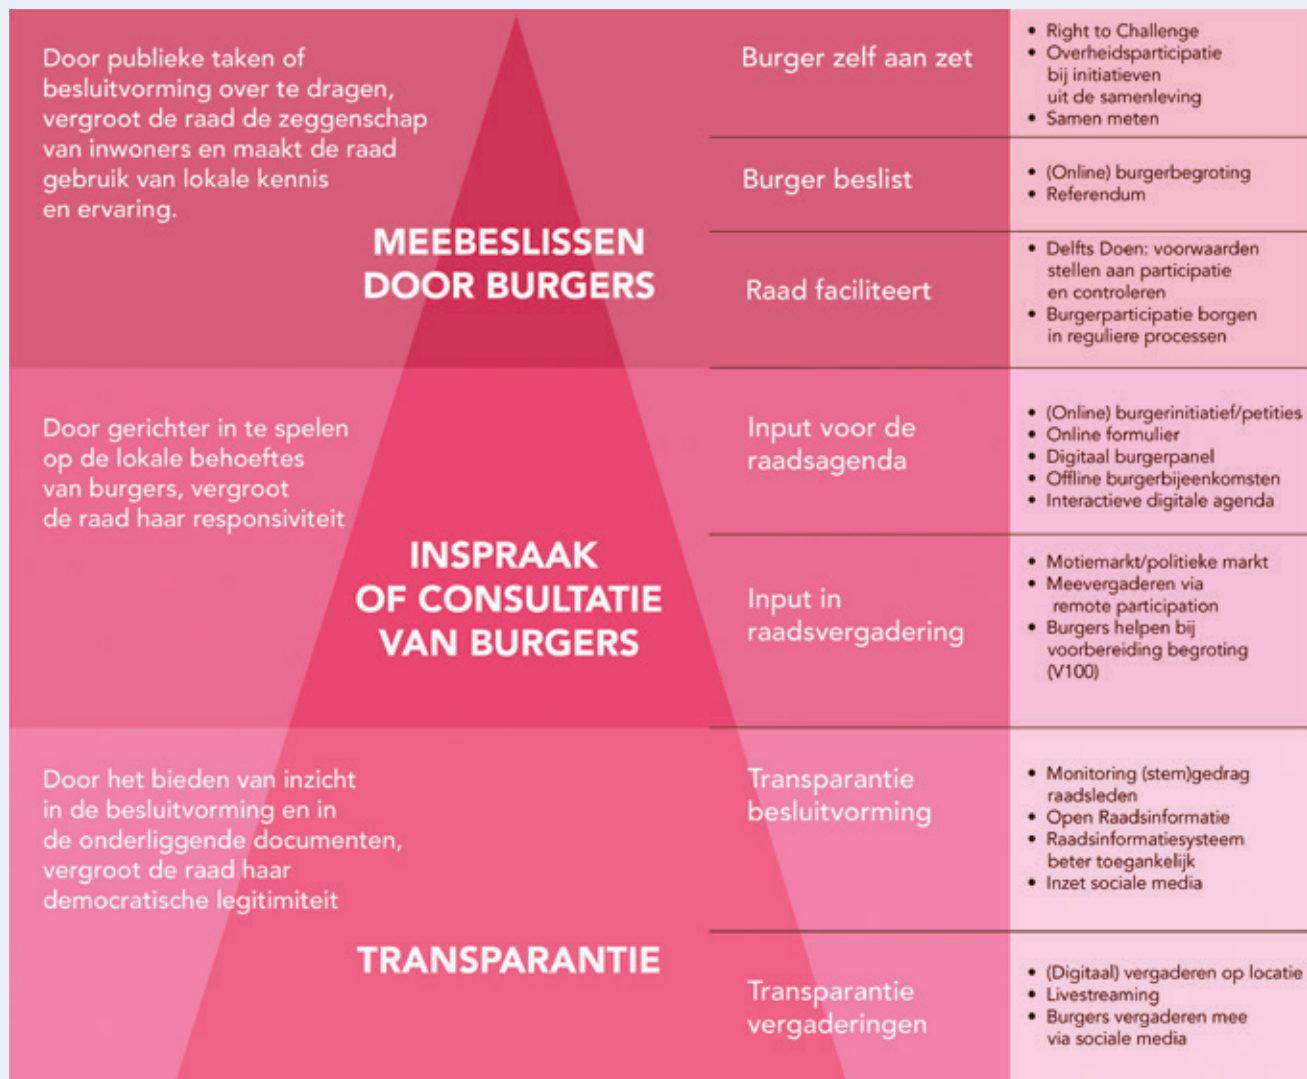 Door publieke taken of
besluitvorming over te dragen,
vergroot de raad de zeggenschap
van inwoners en maakt de raad
gebruik van lokale kennis
en ervaring.
MEEBESLISSEN
DOOR BURGERS
Burger zelf aan zet
• Right to Challenge
• Overheidsparticipatie
bij initiatieven
uit de samenleving
• Samen meten
Burger beslist
• (Online) burgerbegroting
• Referendum
Raad faciliteert
• Delfts Doen: voorwaarden
stellen aan participatie
en controleren
• Burgerparticipatie borgen
in reguliere processen
Door gerichter in te spelen
op de lokale behoeftes
van burgers, vergroot
de raad haar responsiviteit
INSPRAAK
OF CONSULTATIE
VAN BURGERS
Input voor de
raadsagenda
• (Online) burgerinitiatief/petities
• Online formulier
• Digitaal burgerpanel
• Offline burgerbijeenkomsten
• Interactieve digitale agenda
Input in
raadsvergadering
• Motiemarkt/politieke markt
• Meevergaderen via
remote participation
• Burgers helpen bij
voorbereiding begroting
(V100)
Door het bieden van inzicht
in de besluitvorming en in
de onderliggende documenten,
vergroot de raad haar
democratische legitimiteit
TRANSPARANTIE
Transparantie
besluitvorming
• Monitoring (stem)gedrag
raadsleden
• Open Raadsinformatie
• Raadsinformatiesysteem
beter toegankelijk
• Inzet sociale media
Transparantie
vergaderingen
• (Digitaal) vergaderen op locatie
• Livestreaming
• Burgers vergaderen mee
via sociale media